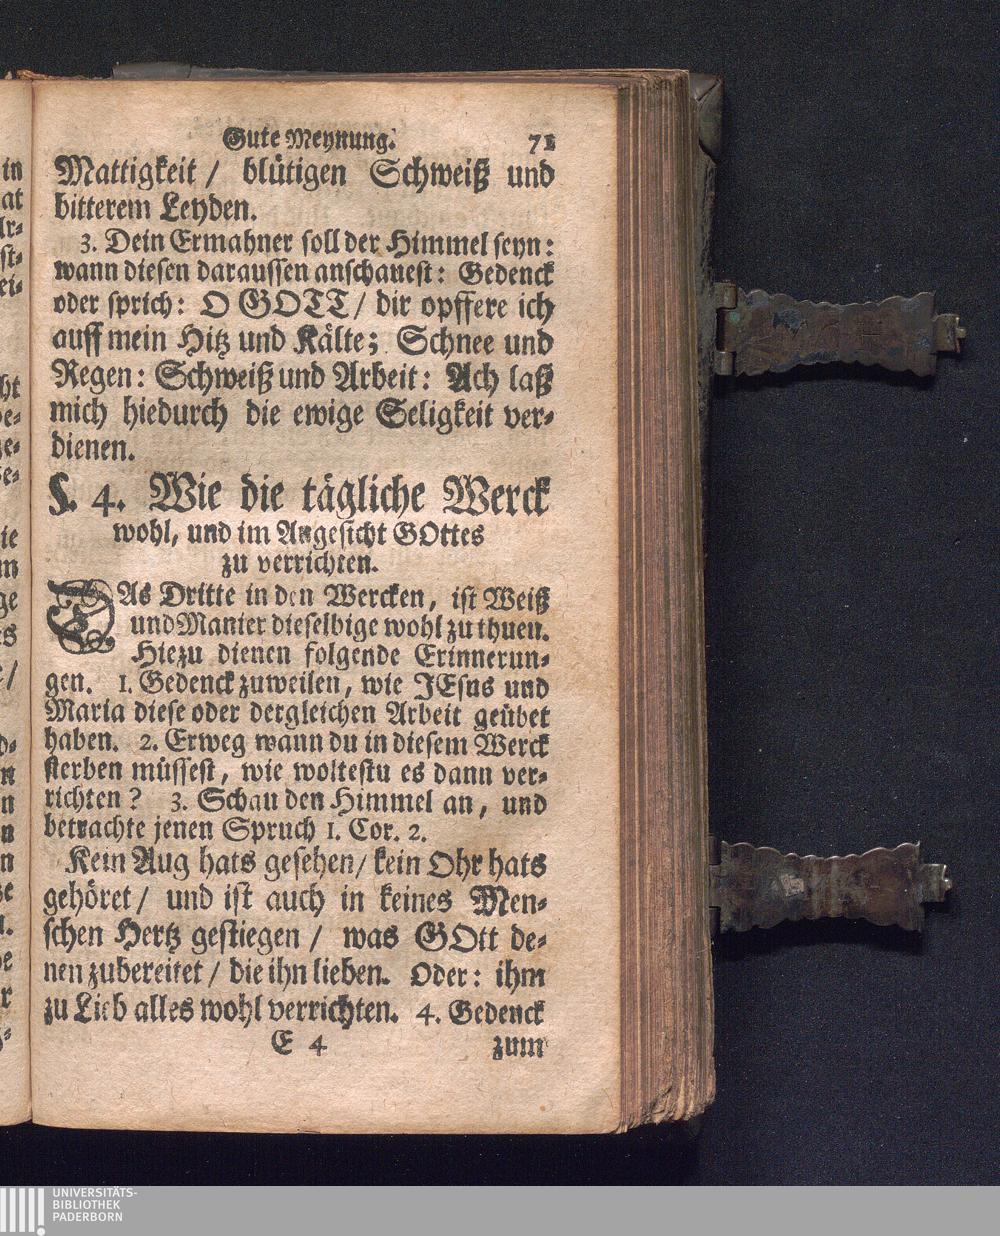 Gute Meynung. 71
Mattigkeit / blütigen Schweiß und
bitterem Leyden.
3. Dein Ermahner soll der Himmel seyn:
wann diesen daraussen anschauest: Gedenck
oder sprich: O GOTT / dir opffere ich
auff mein Hitz und Kälte; Schnee und
Regen: Schweiß und Arbeit: Ach laß
mich hiedurch die ewige Seligkeit ver-
dienen.
§. 4. Wie die tägliche Werck
wohl, und im Angesicht GOttes
zu verrichten.
DAs Dritte in den Wercken, ist Weiß
und Manier dieselbige wohl zu thuen.
Hiezu dienen folgende Erinnerun-
gen. 1. Gedenck zuweilen, wie JEsus und
Maria diese oder dergleichen Arbeit geübet
haben. 2. Erweg wann du in diesem Werck
sterben müssest, wie woltestu es dann ver-
richten? 3. Schau den Himmel an, und
betrachte jenen Spruch 1. Cor. 2.
Kein Aug hats gesehen / kein Ohr hats
gehöret / und ist auch in keines Men-
schen Hertz gestiegen / was GOtt de-
nen zubereitet / die ihn lieben. Oder: ihm
zu Lieb alles wohl verrichten. 4. Gedenck
E 4 zum
UNIVERSITÄTS-
BIBLIOTHEK
PADERBORN